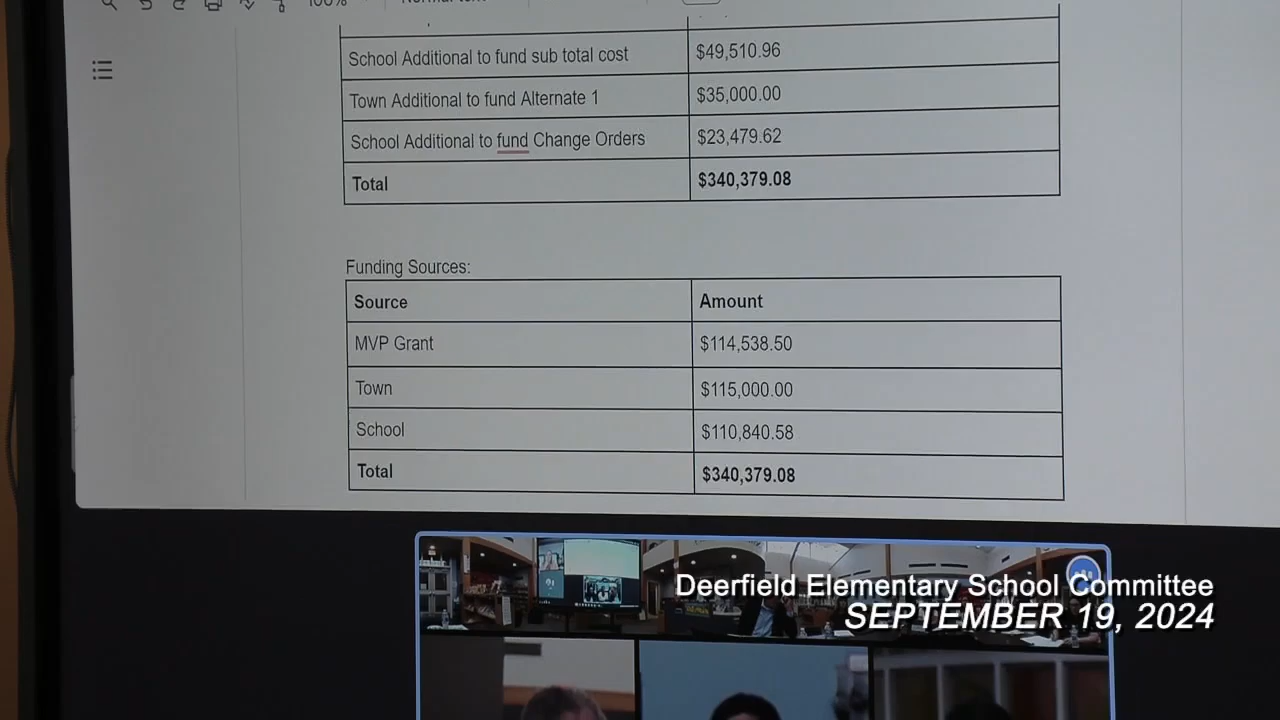 100%
Normal text
School Additional to fund sub total cost $49,510.96
Town Additional to fund Alternate 1 $35,000.00
School Additional to fund Change Orders $23,479.62
Total $340,379.08
Funding Sources:
Source Amount
MVP Grant $114,538.50
Town $115,000.00
School $110,840.58
Total $340,379.08
Deerfield Elementary School Committee
SEPTEMBER 19, 2024